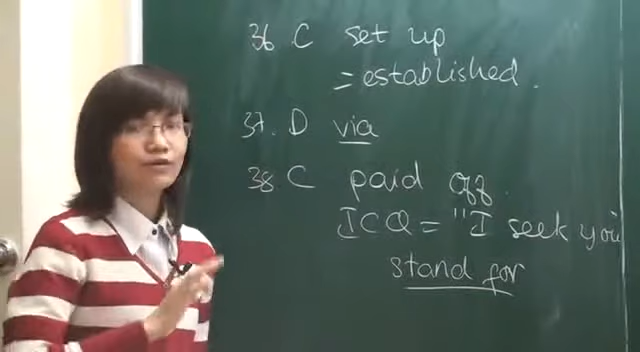 36. C set up
= established.
37. D via
38. C paid off.
ICQ = "I seek you
stand for